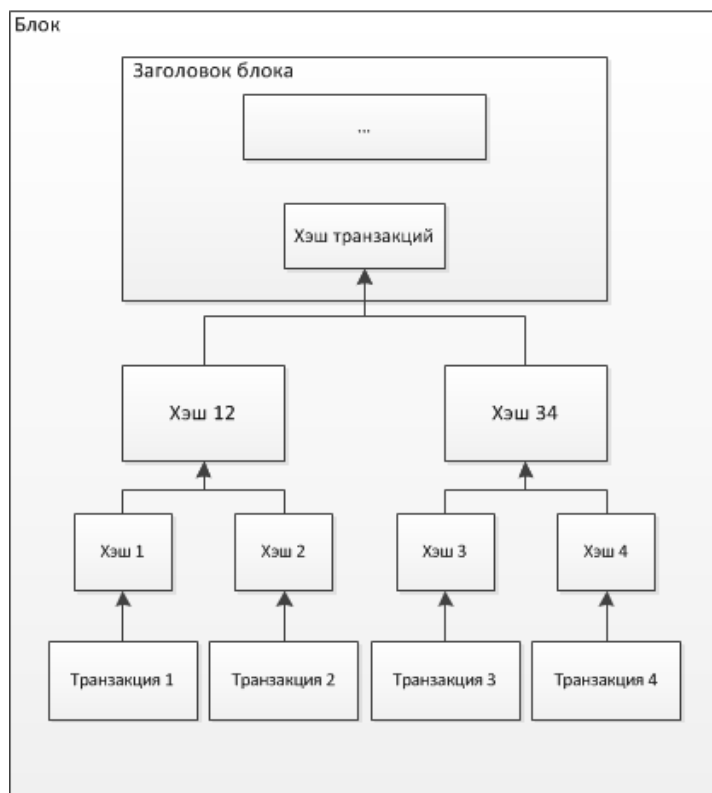 Блок
Заголовок блока
...
Хэш транзакций
Хэш 12
Хэш 34
Хэш 1
Хэш 2
Хэш 3
Хэш 4
Транзакция 1
Транзакция 2
Транзакция 3
Транзакция 4